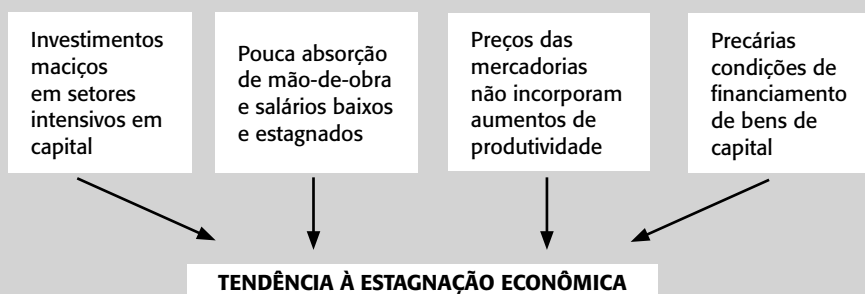 Investimentos
maciços
em setores
intensivos em
capital
Pouca absorção
de mão-de-obra
e salários baixos
e estagnados
Preços das
mercadorias
não incorporam
aumentos de
produtividade
Precárias
condições de
financiamento
de bens de
capital
TENDÊNCIA À ESTAGNAÇÃO ECONÔMICA